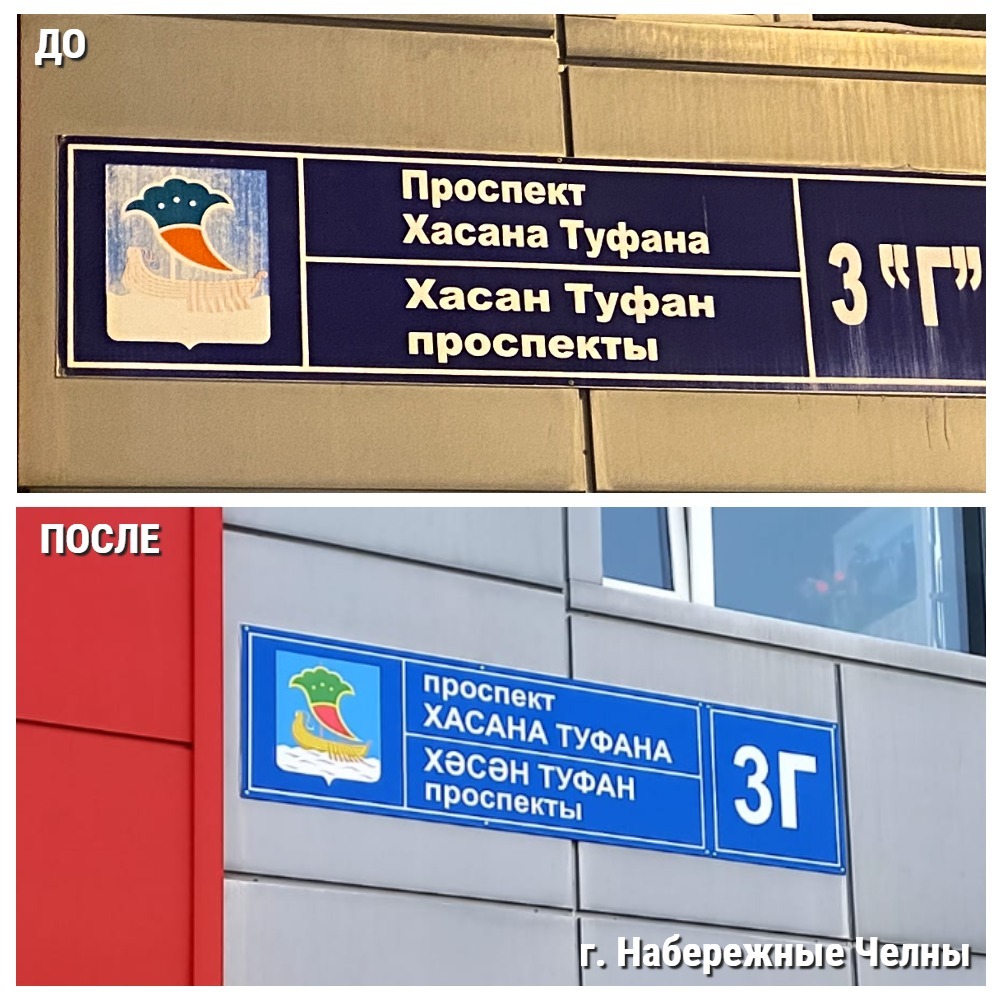 ДО
Проспект
Хасана Туфана
Хасан Туфан
проспекты
3 “Г”
ПОСЛЕ
проспект
ХАСАНА ТУФАНА
ХӘСӘН ТУФАН
проспекты
3Г
г. Набережные Челны